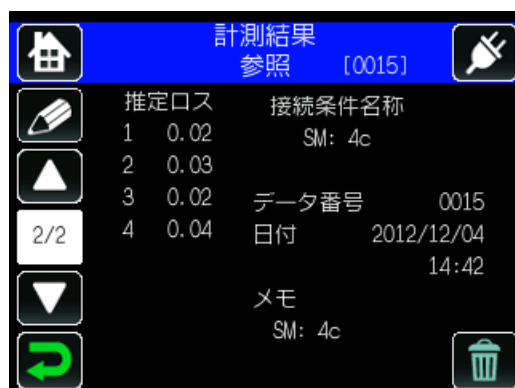 計測結果
参照 [0015]
推定ロス
1 0.02
2 0.03
3 0.02
4 0.04
2/2
接続条件名称
SM: 4c
データ番号 0015
日付 2012/12/04
14:42
メモ
SM: 4c